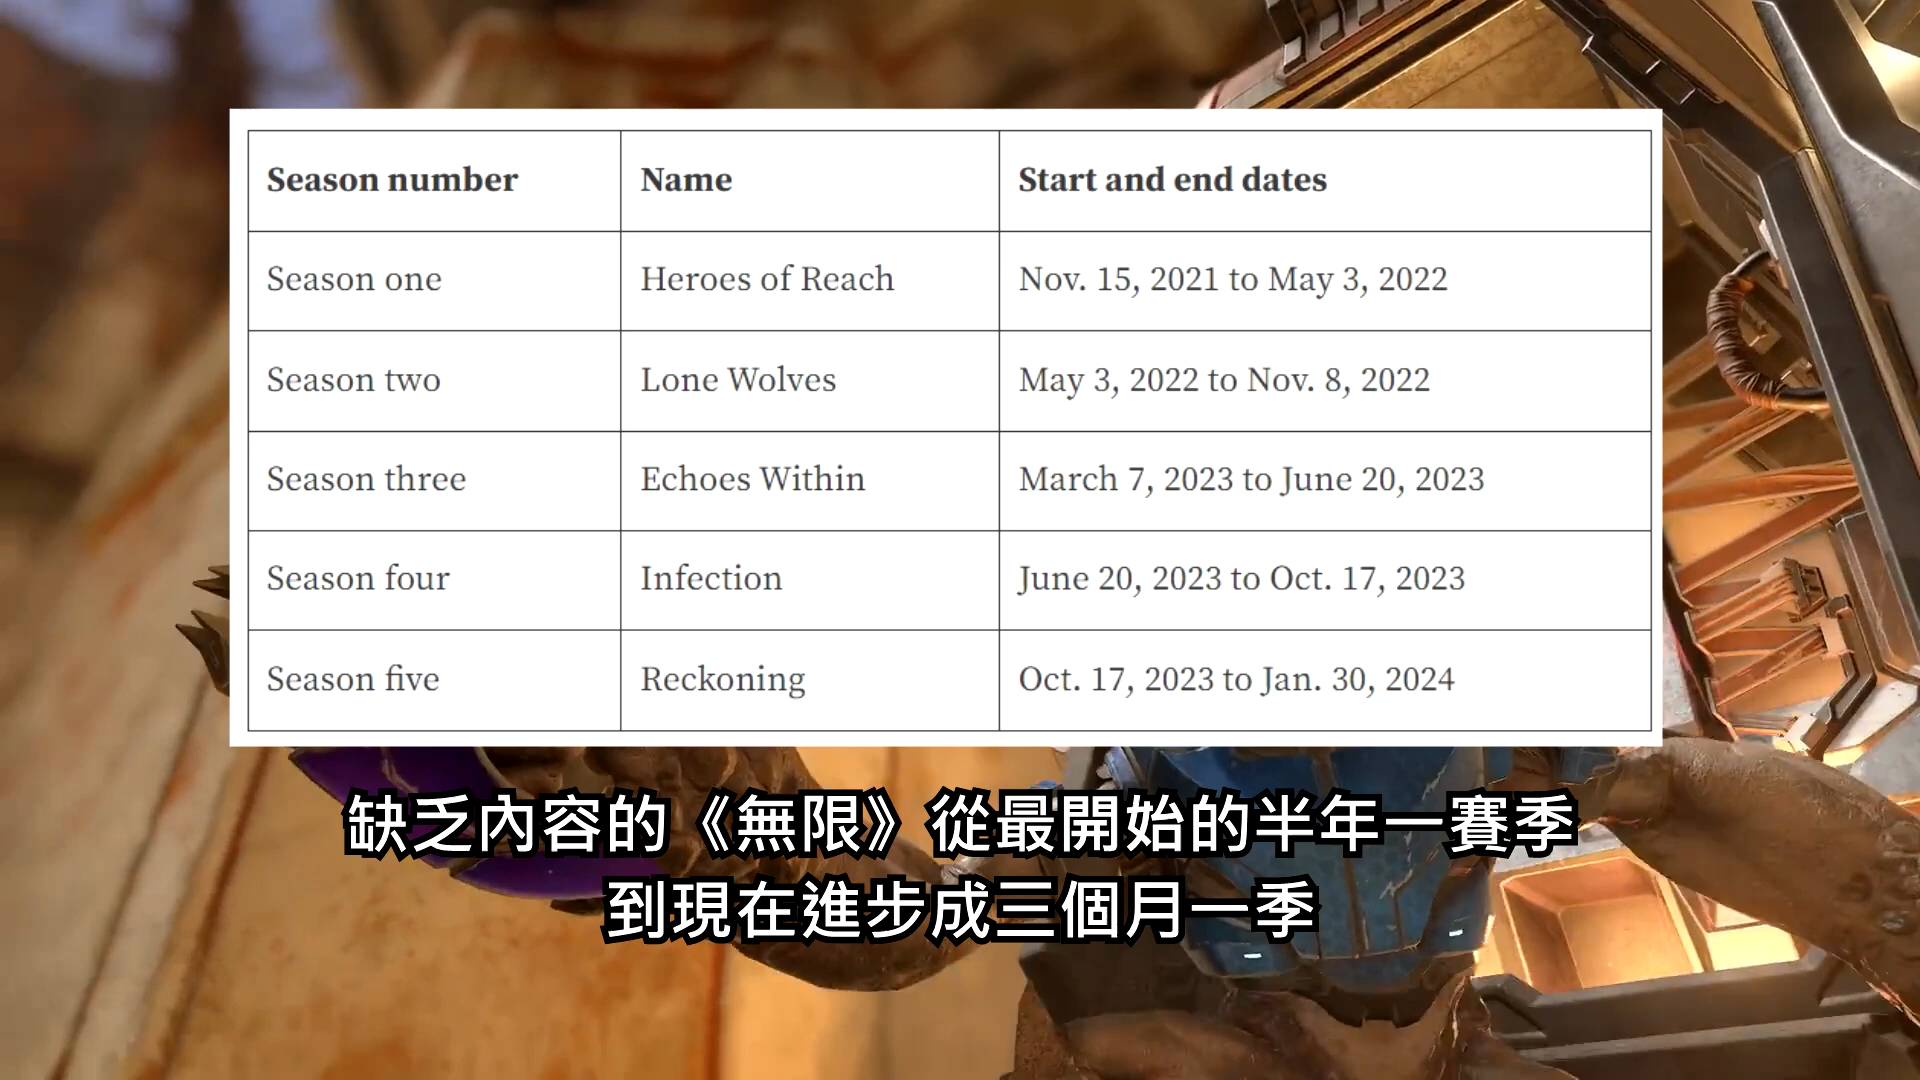 Season number Name Start and end dates
Season one Heroes of Reach Nov. 15, 2021 to May 3, 2022
Season two Lone Wolves May 3, 2022 to Nov. 8, 2022
Season three Echoes Within March 7, 2023 to June 20, 2023
Season four Infection June 20, 2023 to Oct. 17, 2023
Season five Reckoning Oct. 17, 2023 to Jan. 30, 2024
缺乏內容的《無限》從最開始的半年一賽季
到現在進步成三個月一季